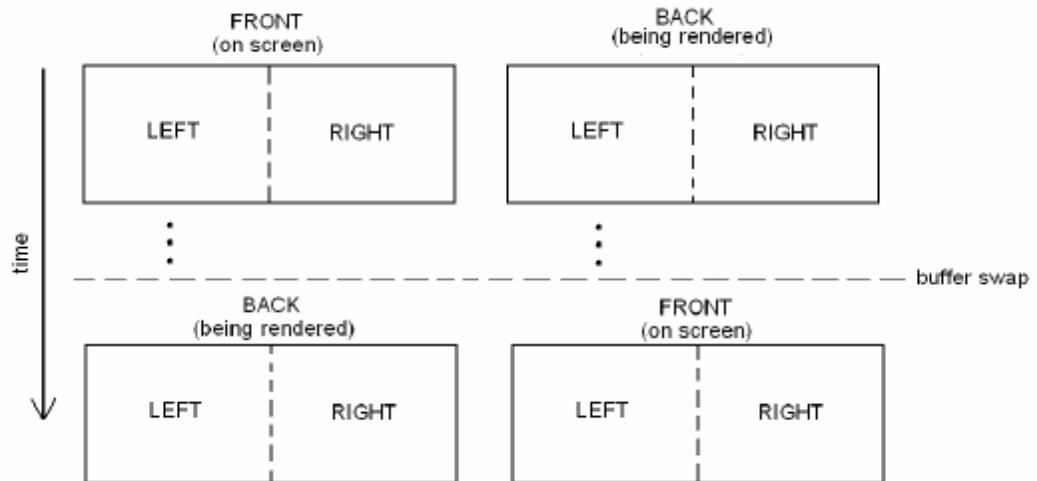 FRONT
(on screen)
BACK
(being rendered)
LEFT
RIGHT
LEFT
RIGHT
time
buffer swap
BACK
(being rendered)
FRONT
(on screen)
LEFT
RIGHT
LEFT
RIGHT